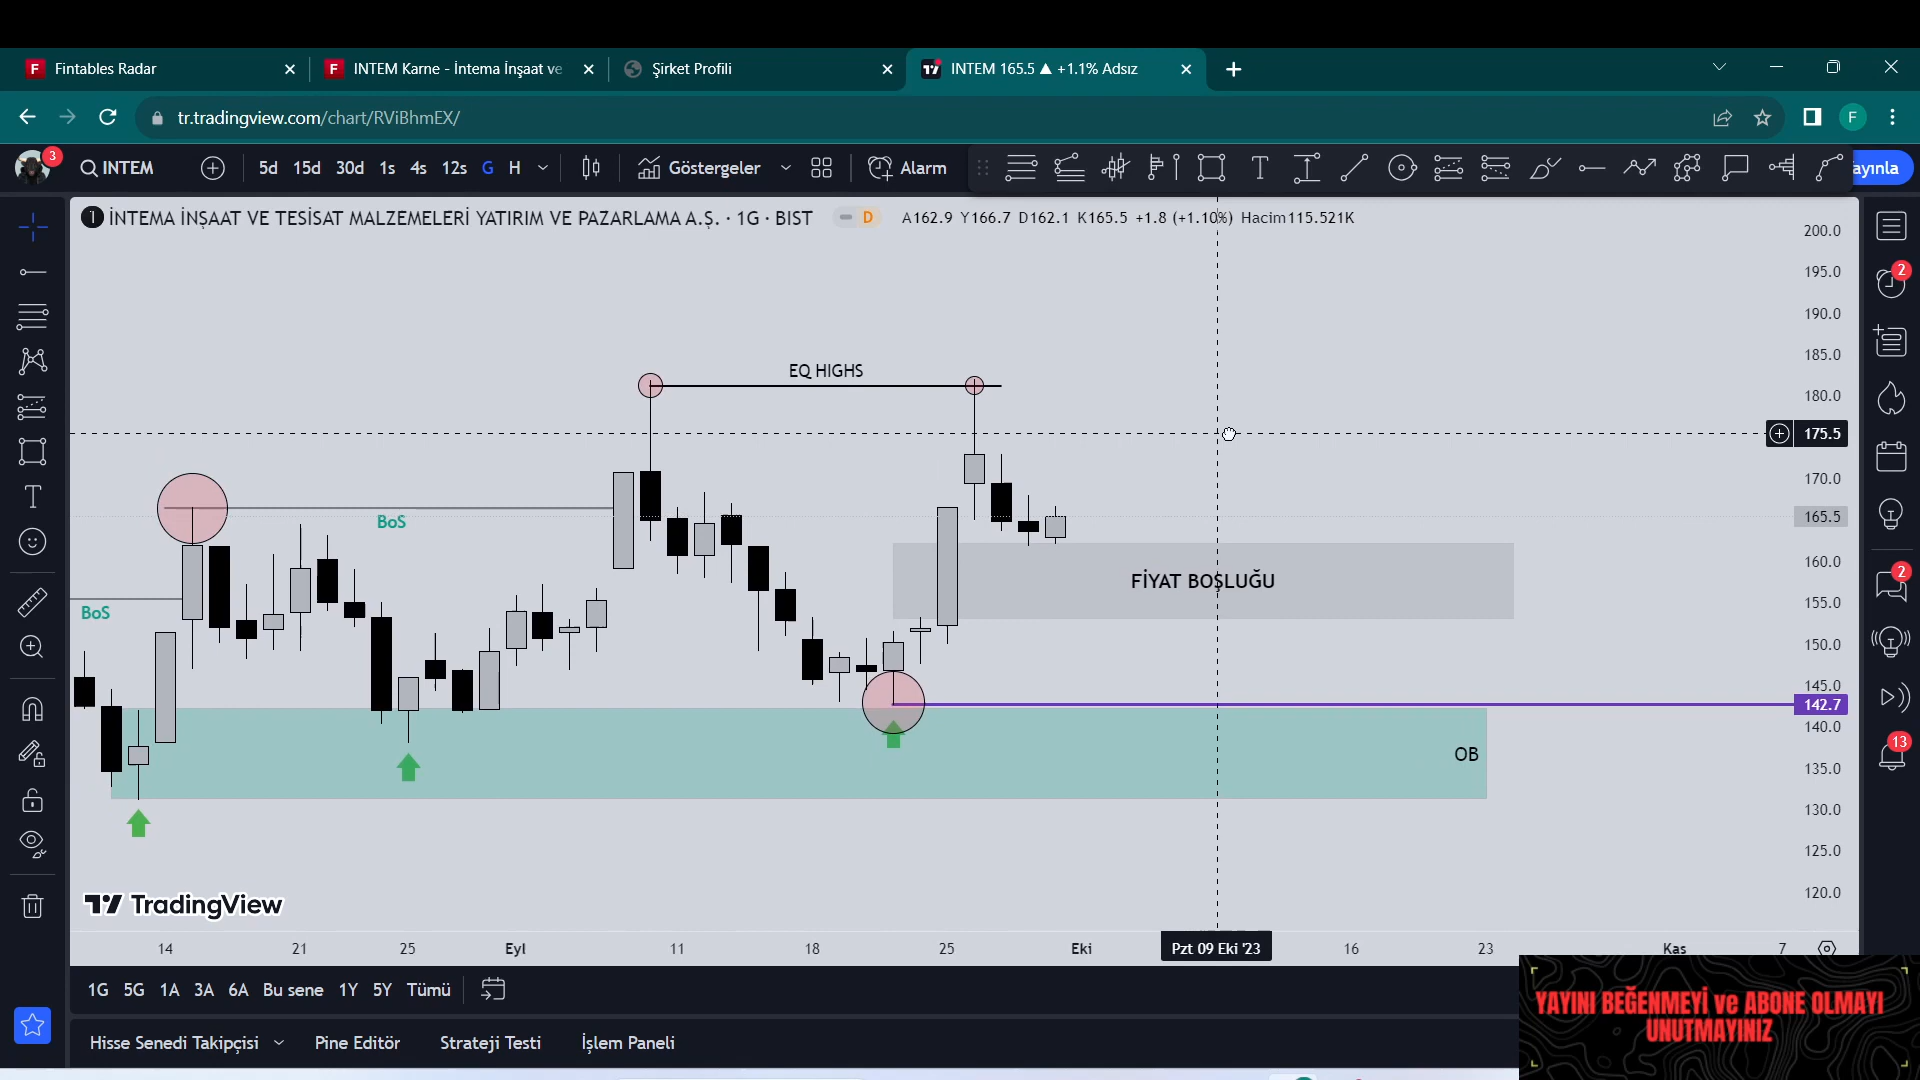 Fintables Radar
INTEM Karne - İntema İnşaat ve
Şirket Profili
INTEM 165.5 ▲ +1.1% Adsız
tr.tradingview.com/chart/RViBhmEX/
F
3
INTEM
5d 15d 30d 1s 4s 12s G H
Göstergeler
Alarm
ayınla
İNTEMA İNŞAAT VE TESİSAT MALZEMELERİ YATIRIM VE PAZARLAMA A.Ş. · 1G · BIST
D
A162.9 Y166.7 D162.1 K165.5 +1.8 (+1.10%) Hacim115.521K
200.0
195.0
190.0
185.0
180.0
175.5
170.0
165.5
160.0
155.0
150.0
145.0
142.7
140.0
135.0
130.0
125.0
120.0
EQ HIGHS
BoS
BoS
FİYAT BOŞLUĞU
OB
TradingView
14 21 25 Eyl 11 18 25 Eki Pzt 09 Eki '23 16 23 Kas 7
2
2
13
1G 5G 1A 3A 6A Bu sene 1Y 5Y Tümü
Hisse Senedi Takipçisi Pine Editör Strateji Testi İşlem Paneli
YAYINI BEĞENMEYİ ve ABONE OLMAYI
UNUTMAYINIZ